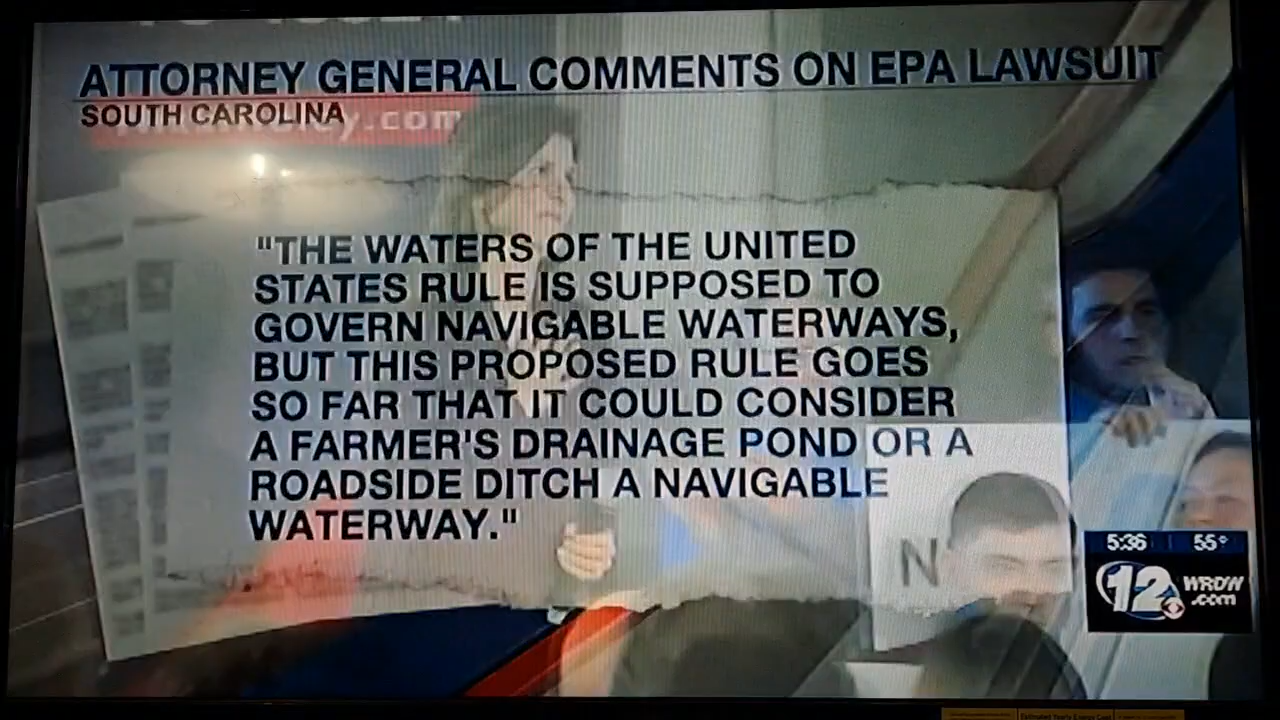 ATTORNEY GENERAL COMMENTS ON EPA LAWSUIT
SOUTH CAROLINA
.com
"THE WATERS OF THE UNITED
STATES RULE IS SUPPOSED TO
GOVERN NAVIGABLE WATERWAYS,
BUT THIS PROPOSED RULE GOES
SO FAR THAT IT COULD CONSIDER
A FARMER'S DRAINAGE POND OR A
ROADSIDE DITCH A NAVIGABLE
WATERWAY."
N
5:36 55°
12 WRDW
.com